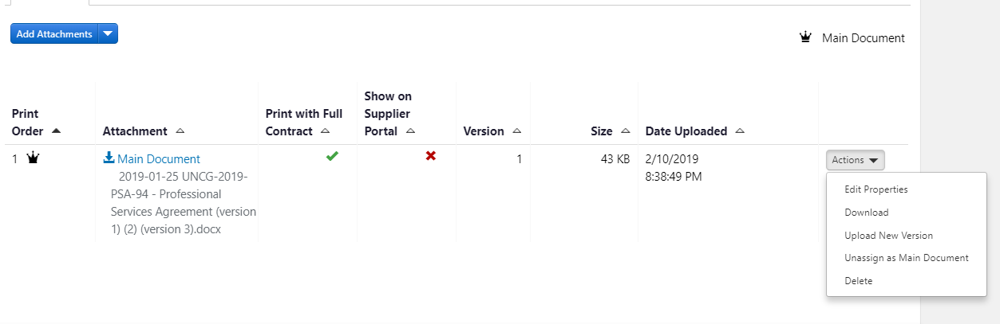 Add Attachments
Main Document
Print Order
Attachment
Print with Full Contract
Show on Supplier Portal
Version
Size
Date Uploaded
1
Main Document
2019-01-25 UNCG-2019-
PSA-94 - Professional
Services Agreement (version
1) (2) (version 3).docx
1
43 KB
2/10/2019
8:38:49 PM
Actions
Edit Properties
Download
Upload New Version
Unassign as Main Document
Delete